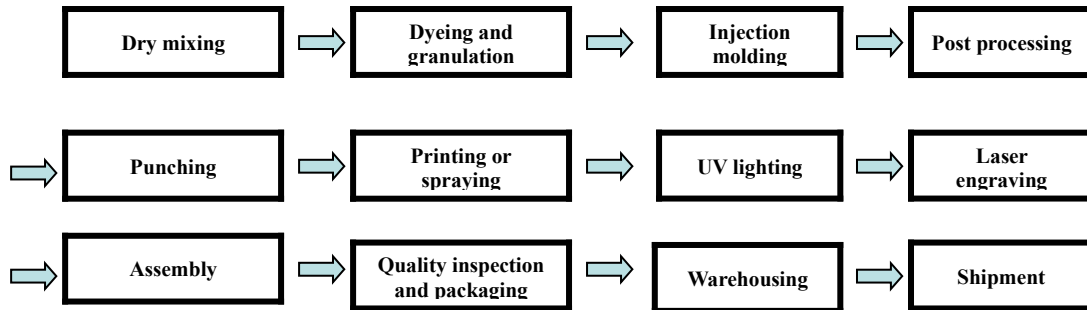 Dry mixing
Dyeing and
granulation
Injection
molding
Post processing
Punching
Printing or
spraying
UV lighting
Laser
engraving
Assembly
Quality inspection
and packaging
Warehousing
Shipment